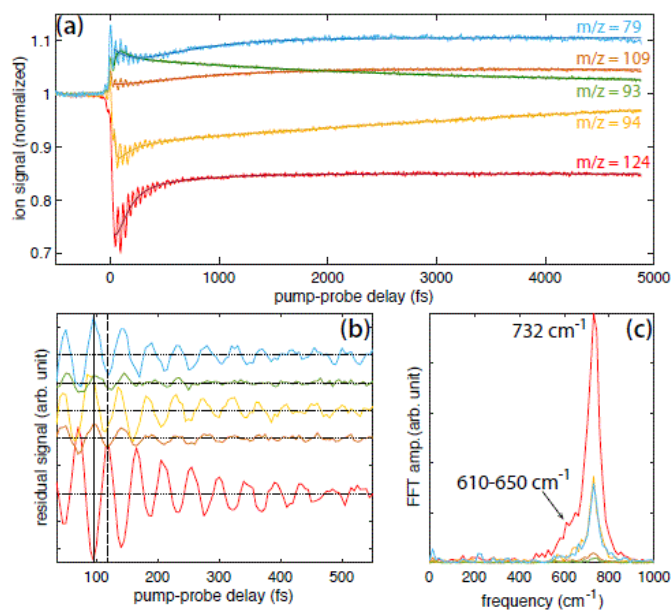 (a)
m/z = 79
m/z = 109
m/z = 93
m/z = 94
m/z = 124
ion signal (normalized)
1.1
1
0.9
0.8
0.7
0 1000 2000 3000 4000 5000
pump-probe delay (fs)
(b)
residual signal (arb. unit)
100 200 300 400 500
pump-probe delay (fs)
(c)
732 cm⁻¹
610-650 cm⁻¹
FFT amp.(arb. unit)
0 200 400 600 800 1000
frequency (cm⁻¹)